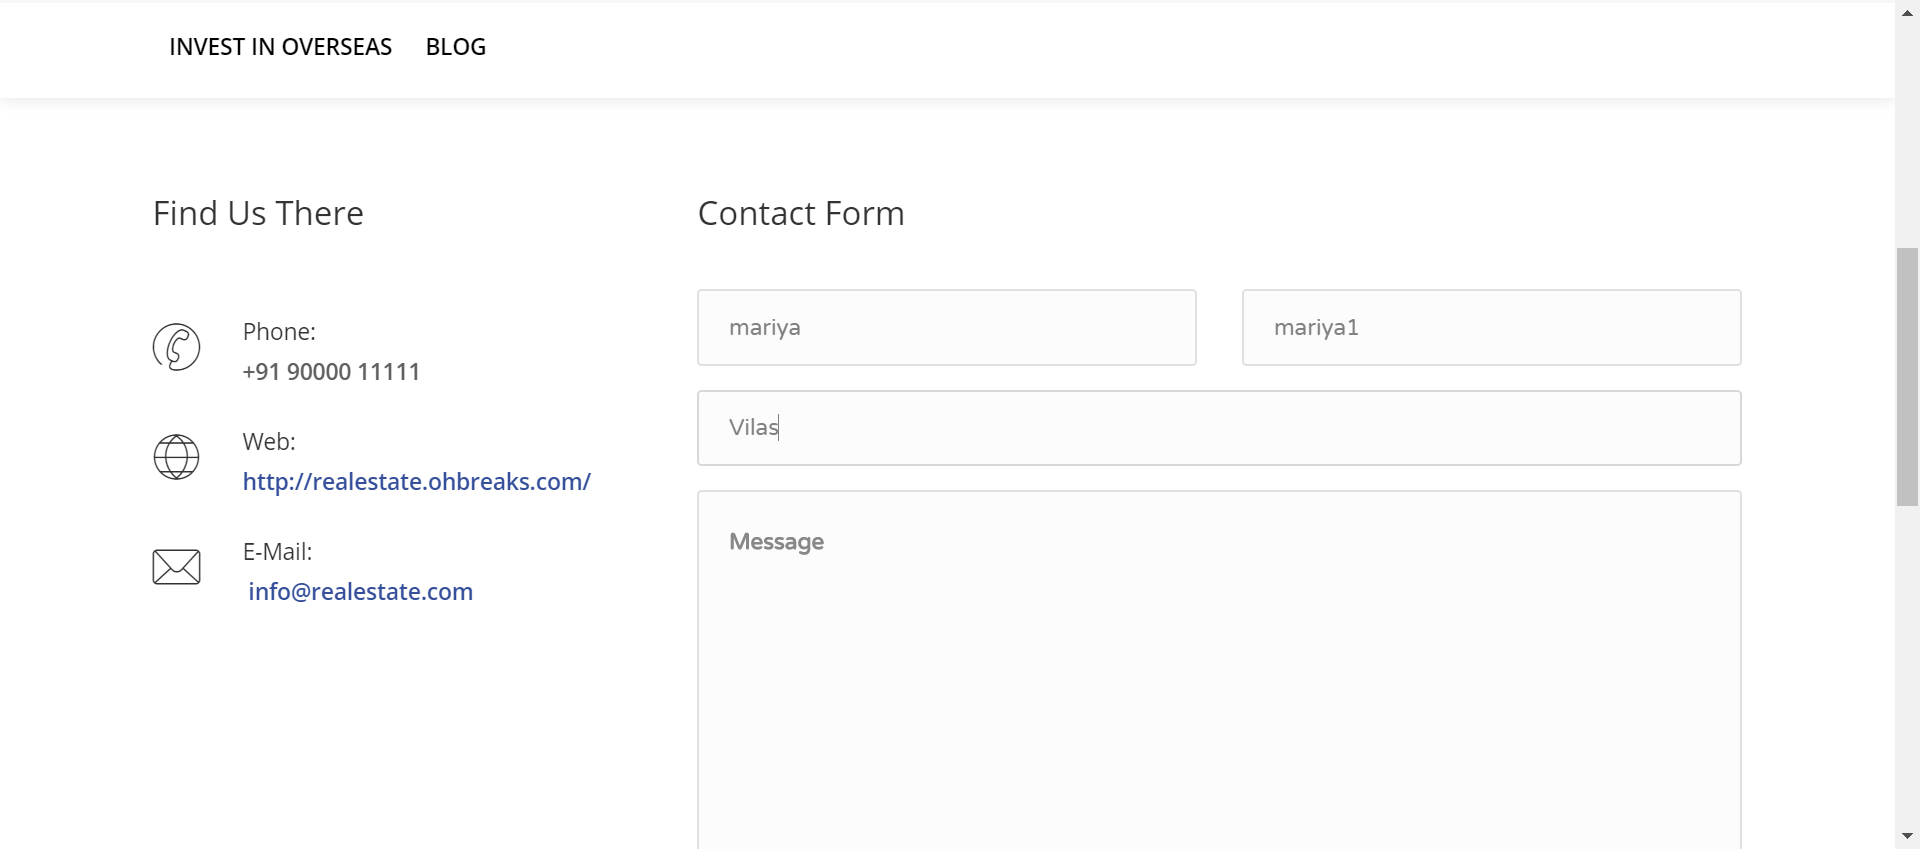 INVEST IN OVERSEAS BLOG
Find Us There
Phone:
+91 90000 11111
Web:
http://realestate.ohbreaks.com/
E-Mail:
info@realestate.com
Contact Form
mariya mariya1
Vilas
Message